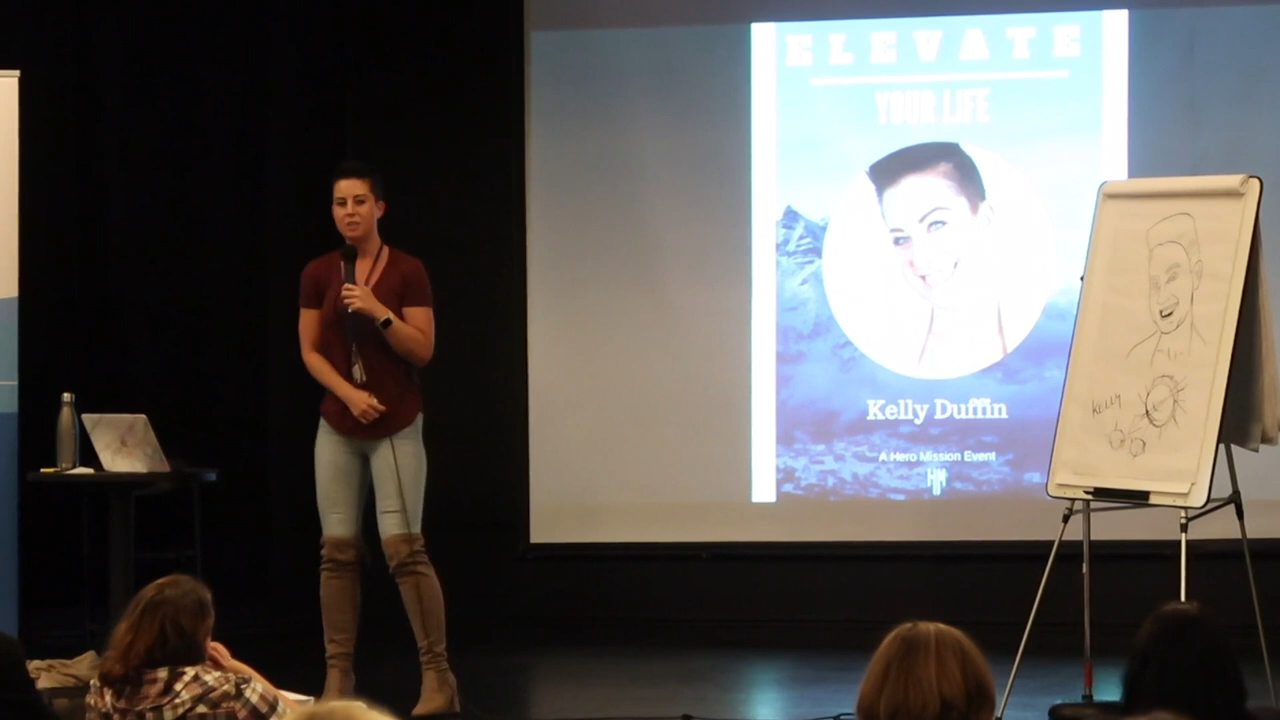 ELEVATE
YOUR LIFE
Kelly Duffin
A Hero Mission Event
HM
Kelly